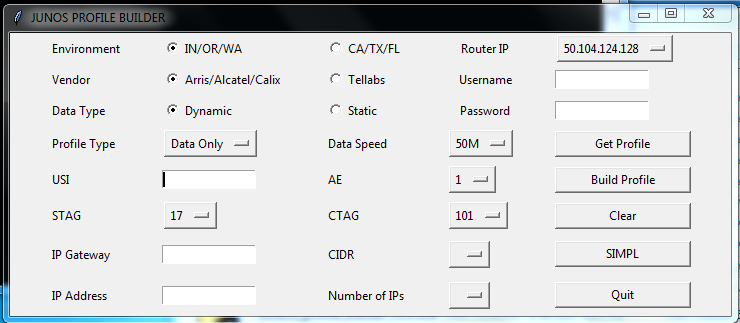 JUNOS PROFILE BUILDER
Environment IN/OR/WA CA/TX/FL Router IP 50.104.124.128
Vendor Arris/Alcatel/Calix Tellabs Username
Data Type Dynamic Static Password
Profile Type Data Only Data Speed 50M Get Profile
USI AE 1 Build Profile
STAG 17 CTAG 101 Clear
IP Gateway CIDR SIMPL
IP Address Number of IPs Quit